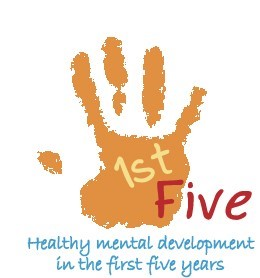 1st
Five
Healthy mental development
in the first five years